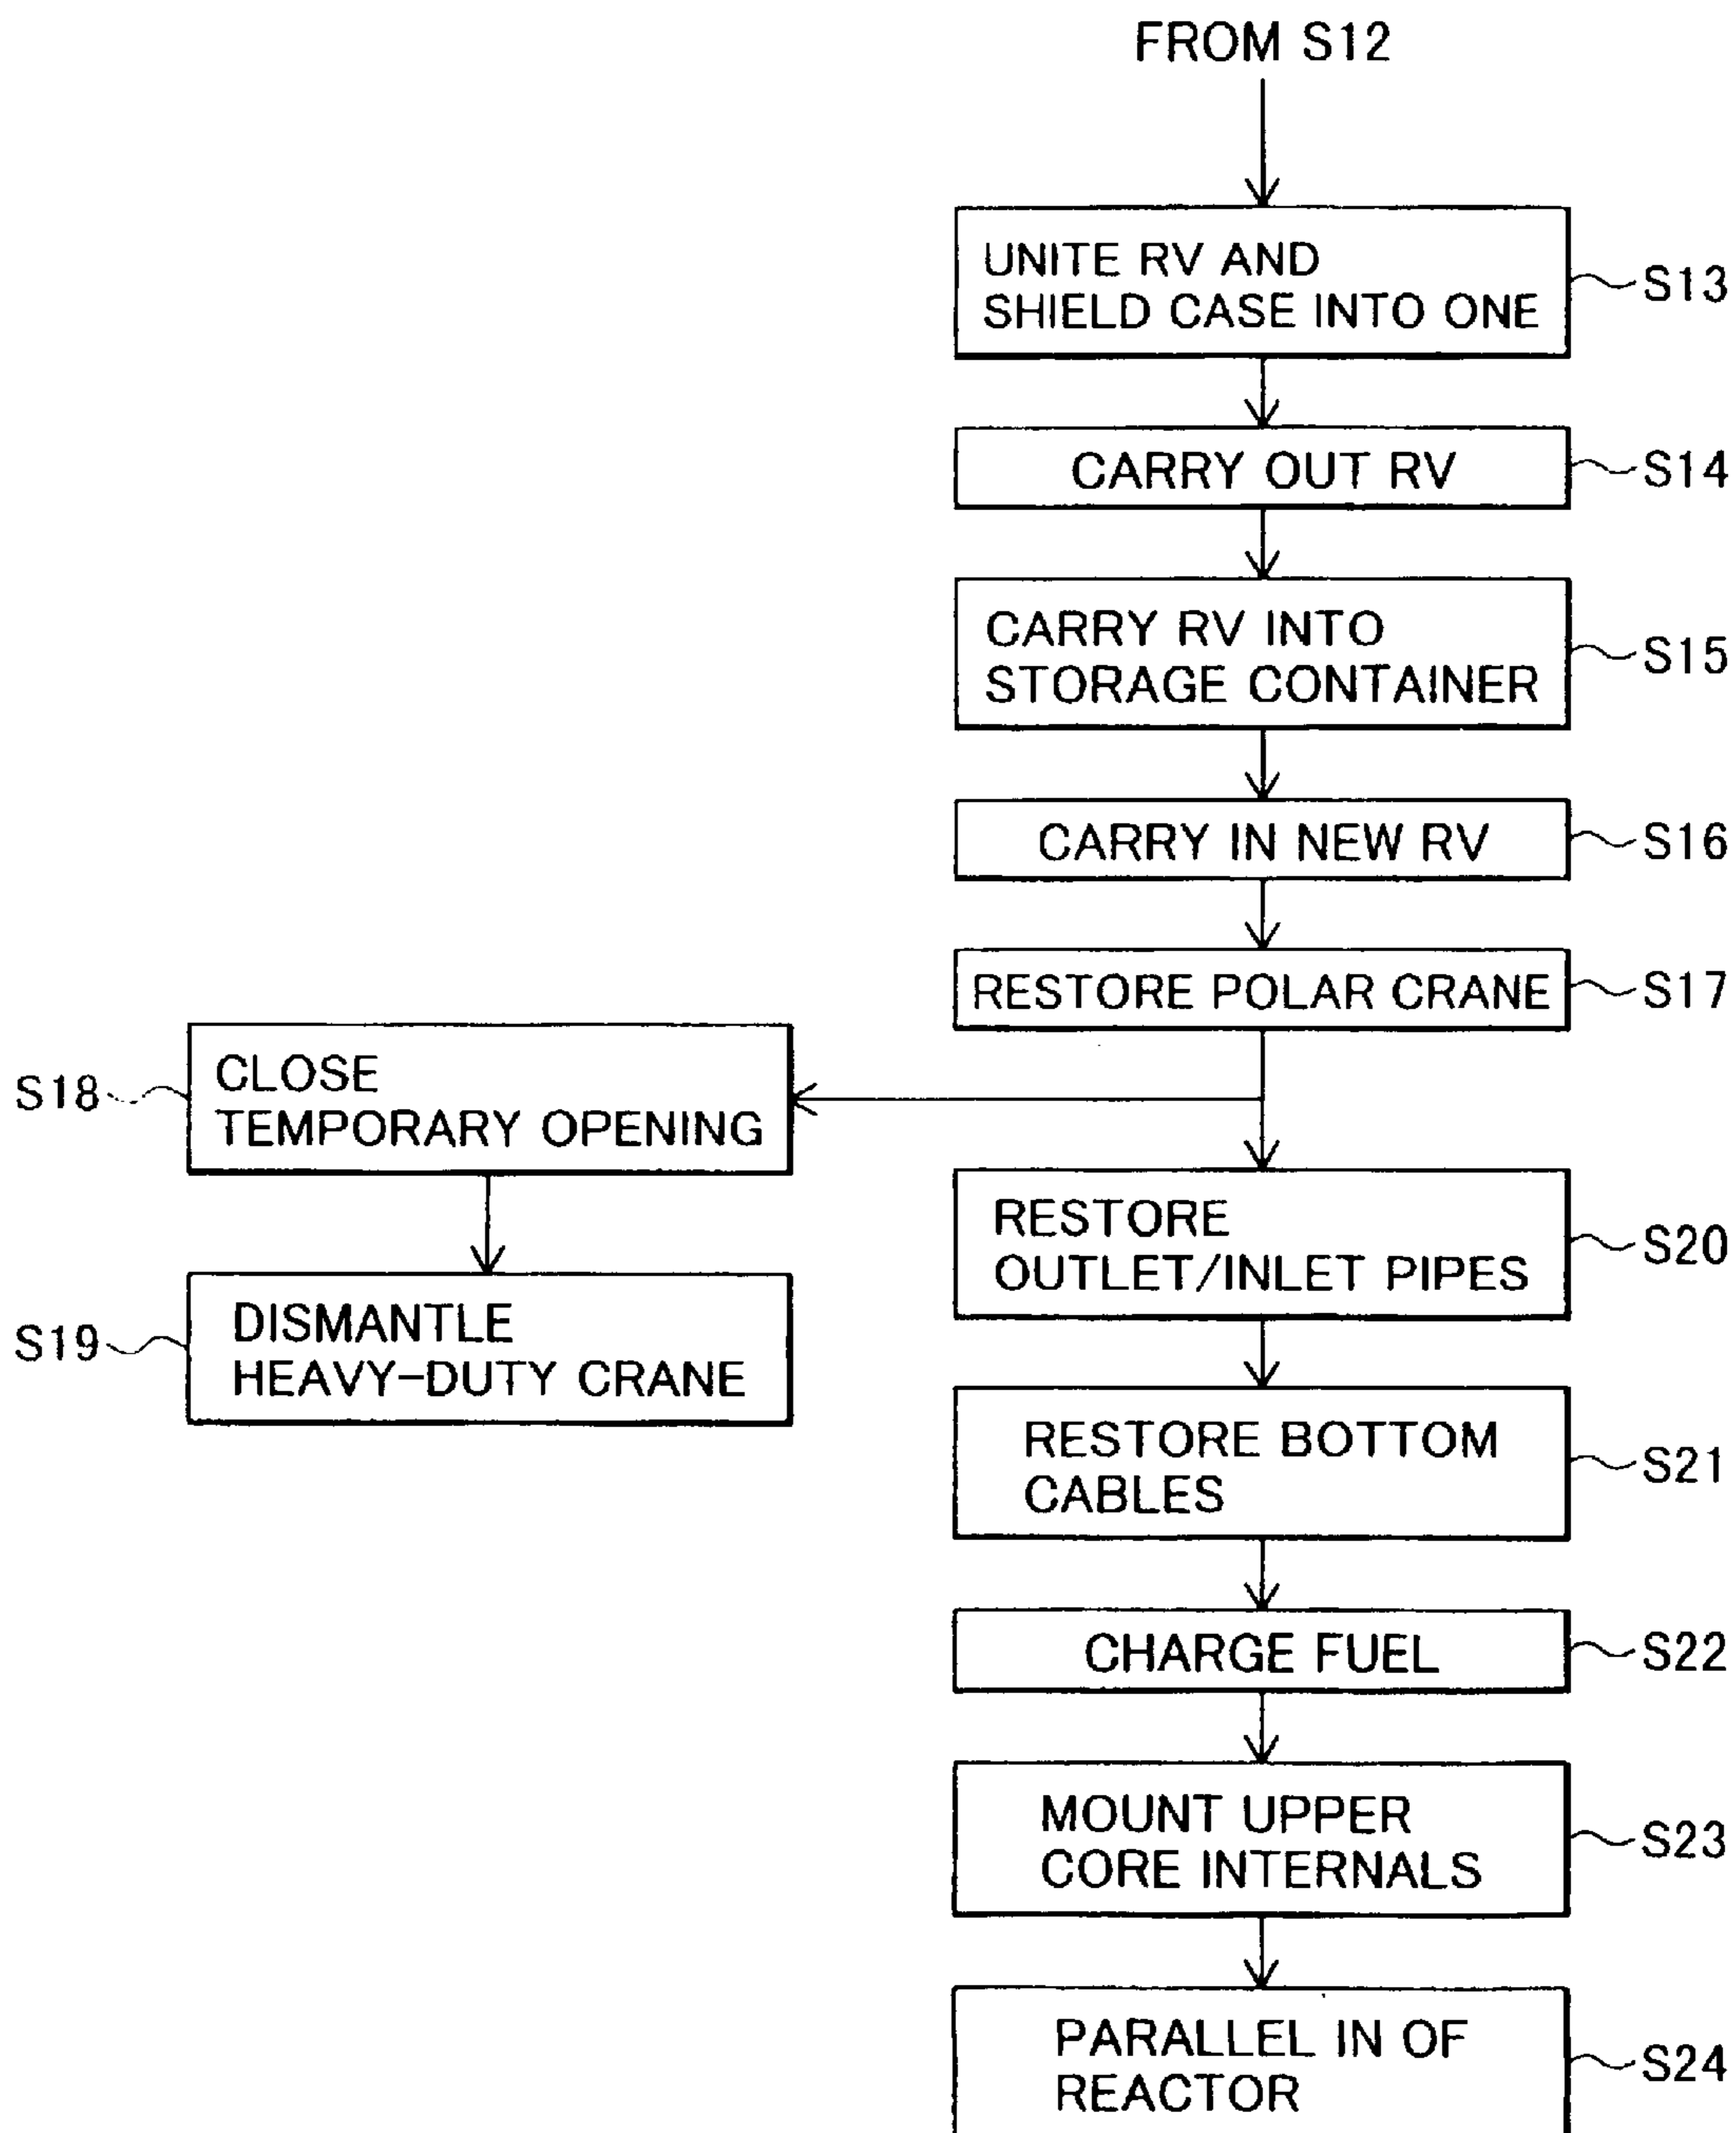 FROM S12
UNITE RV AND
SHIELD CASE INTO ONE
S13
CARRY OUT RV
S14
CARRY RV INTO
STORAGE CONTAINER
S15
CARRY IN NEW RV
S16
RESTORE POLAR CRANE
S17
S18
CLOSE
TEMPORARY OPENING
S19
DISMANTLE
HEAVY-DUTY CRANE
RESTORE
OUTLET/INLET PIPES
S20
RESTORE BOTTOM
CABLES
S21
CHARGE FUEL
S22
MOUNT UPPER
CORE INTERNALS
S23
PARALLEL IN OF
REACTOR
S24